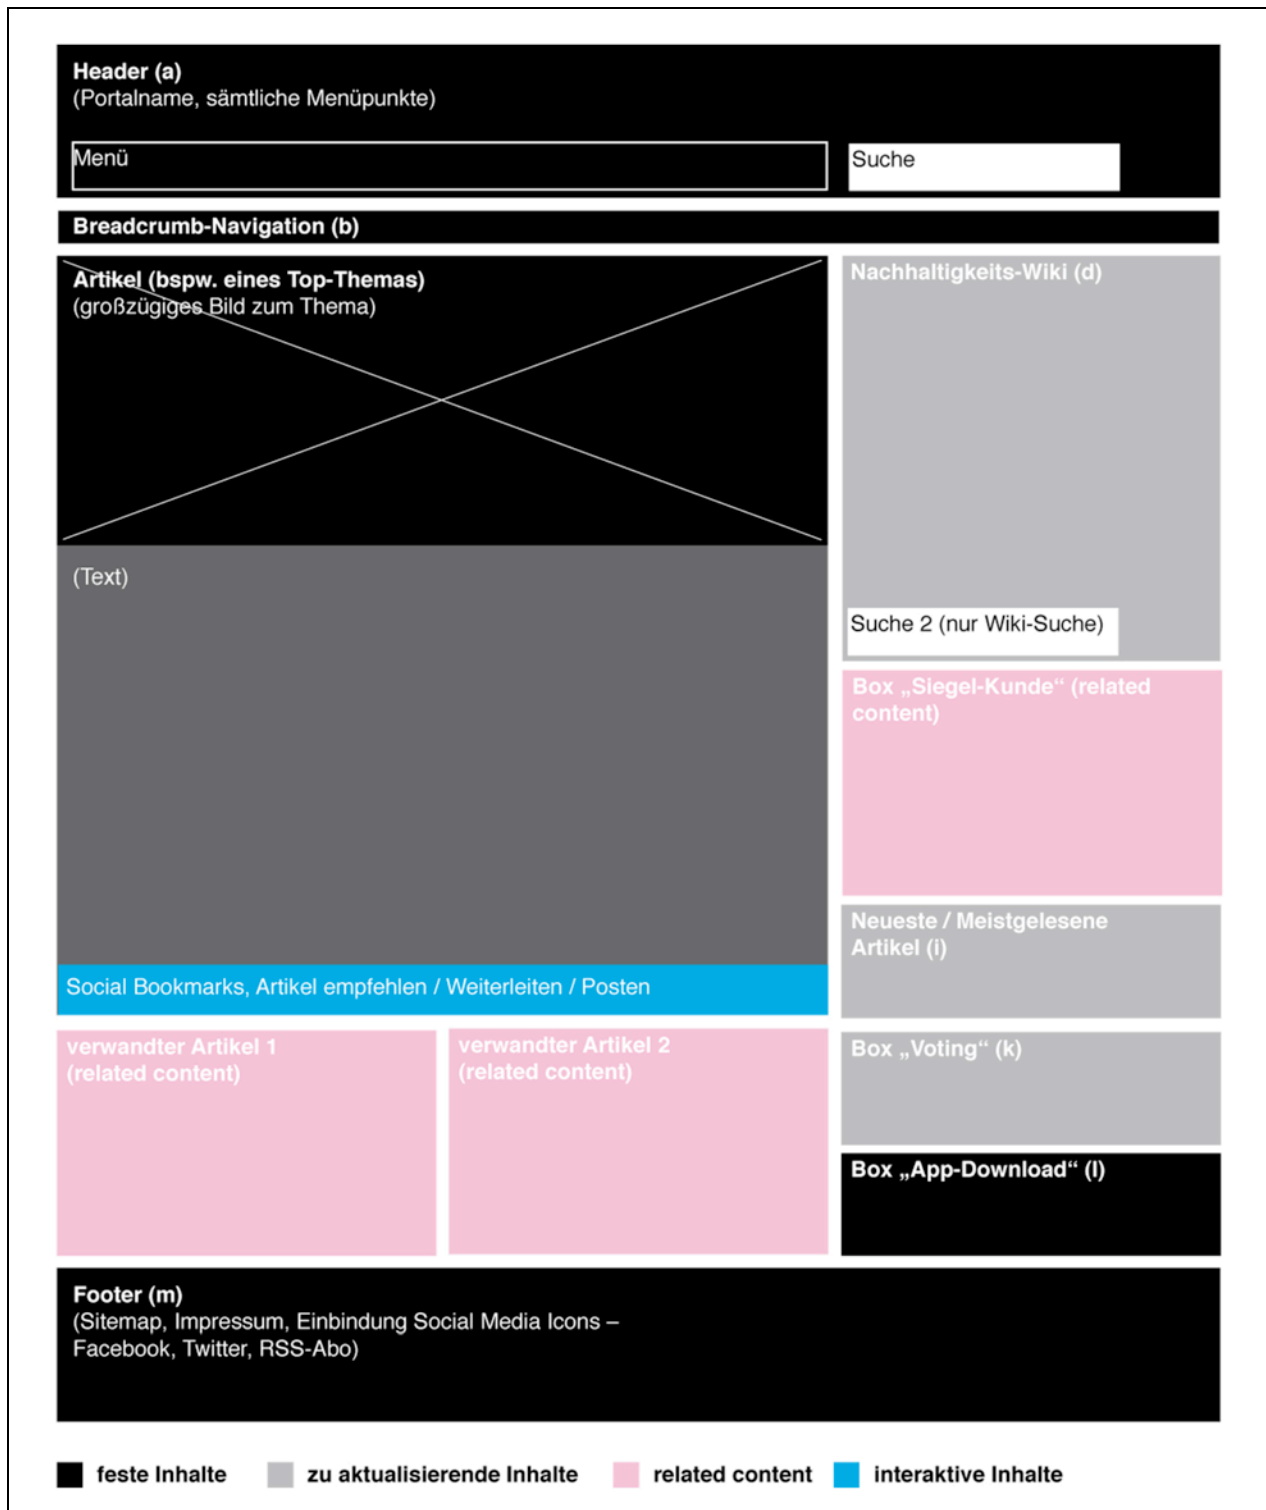 Header (a)
(Portalname, sämtliche Menüpunkte)
Menü
Suche
Breadcrumb-Navigation (b)
Artikel (bspw. eines Top-Themas)
(großzügiges Bild zum Thema)
(Text)
Social Bookmarks, Artikel empfehlen / Weiterleiten / Posten
verwandter Artikel 1
(related content)
verwandter Artikel 2
(related content)
Nachhaltigkeits-Wiki (d)
Suche 2 (nur Wiki-Suche)
Box „Siegel-Kunde“ (related
content)
Neueste / Meistgelesene
Artikel (i)
Box „Voting“ (k)
Box „App-Download“ (l)
Footer (m)
(Sitemap, Impressum, Einbindung Social Media Icons –
Facebook, Twitter, RSS-Abo)
feste Inhalte
zu aktualisierende Inhalte
related content
interaktive Inhalte